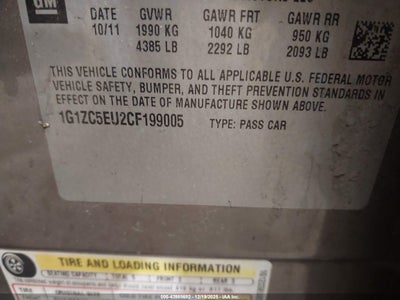 GM
DATE GVWR GAWR FRT GAWR RR
10/11 1990 KG 1040 KG 950 KG
4385 LB 2292 LB 2093 LB
THIS VEHICLE CONFORMS TO ALL APPLICABLE U.S. FEDERAL MOTOR
VEHICLE SAFETY, BUMPER, AND THEFT PREVENTION STANDARDS IN
EFFECT ON THE DATE OF MANUFACTURE SHOWN ABOVE.
1G1ZC5EU2CF199005 TYPE: PASS CAR
TIRE AND LOADING INFORMATION
SEATING CAPACITY